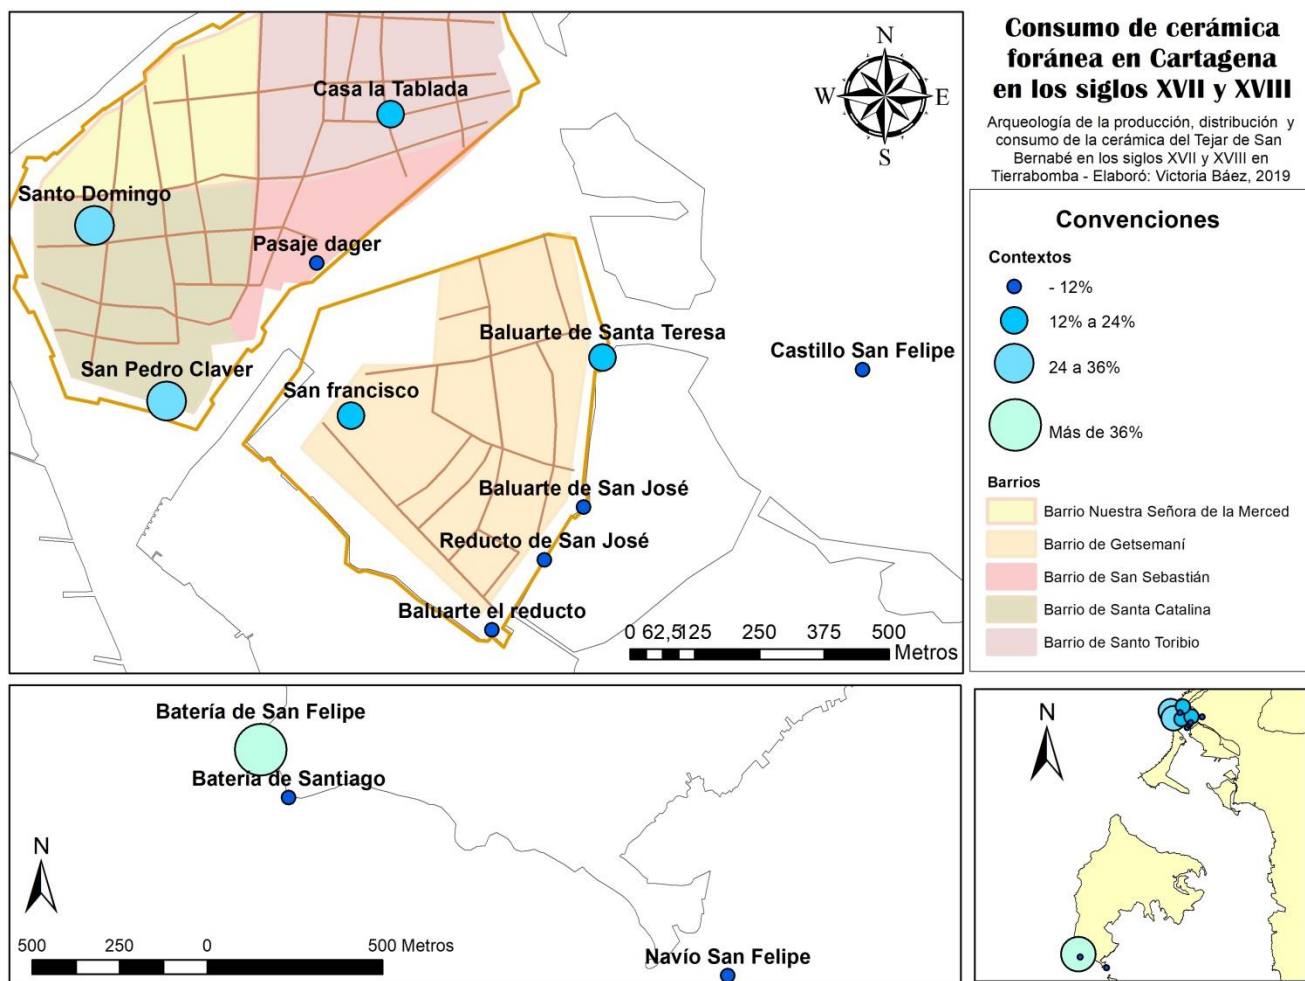 Consumo de cerámica
foránea en Cartagena
en los siglos XVII y XVIII
Arqueología de la producción, distribución y
consumo de la cerámica del Tejar de San
Bernabé en los siglos XVII y XVIII en
Tierrabomba - Elaboró: Victoria Báez, 2019
N
W E
S
Casa la Tablada
Santo Domingo
Pasaje dager
Baluarte de Santa Teresa
Castillo San Felipe
San Pedro Claver
San francisco
Baluarte de San José
Reducto de San José
Baluarte el reducto
0 62,5 125 250 375 500
Metros
Convenciones
Contextos
- 12%
12% a 24%
24 a 36%
Más de 36%
Barrios
Barrio Nuestra Señora de la Merced
Barrio de Getsemaní
Barrio de San Sebastián
Barrio de Santa Catalina
Barrio de Santo Toribio
Batería de San Felipe
Batería de Santiago
N
500 250 0 500 Metros
Navío San Felipe
N